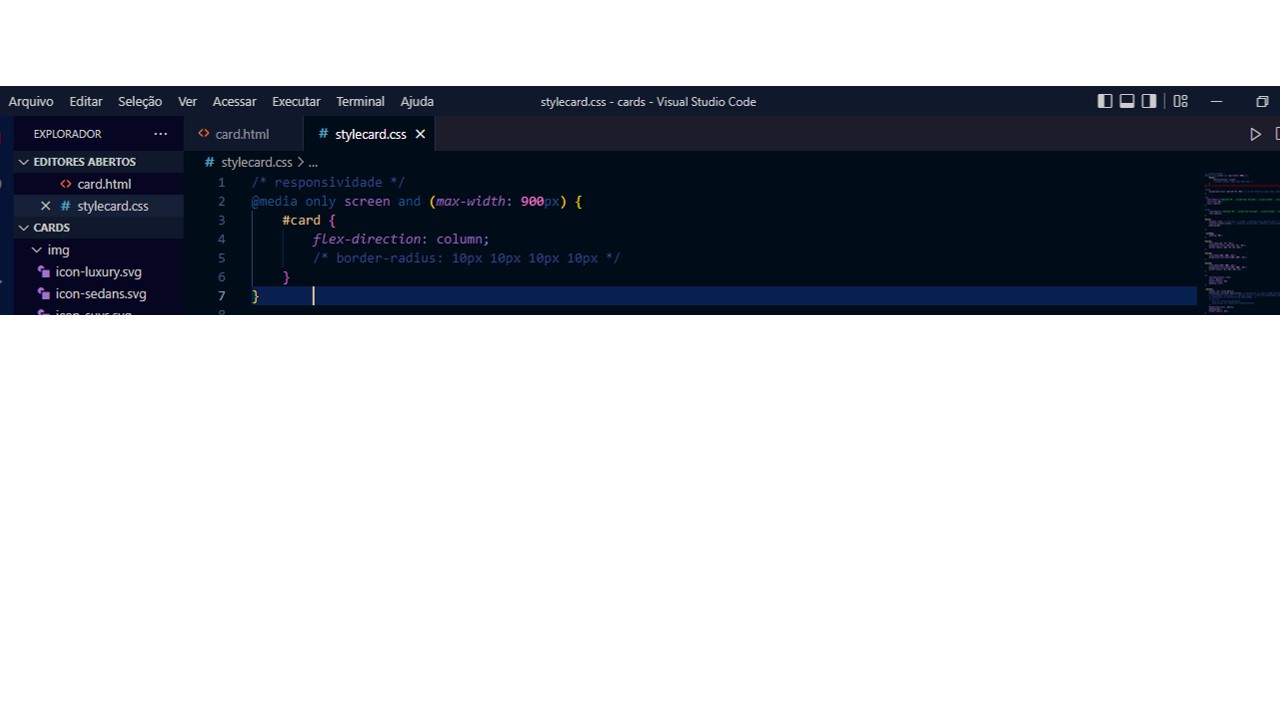 Arquivo Editar Seleção Ver Acessar Executar Terminal Ajuda stylecard.css - cards - Visual Studio Code
EXPLORADOR ... <> card.html # stylecard.css ×
EDITORES ABERTOS
<> card.html
× # stylecard.css
CARDS
img
icon-luxury.svg
icon-sedans.svg
# stylecard.css > ...
1 /* responsividade */
2 @media only screen and (max-width: 900px) {
3 #card {
4 flex-direction: column;
5 /* border-radius: 10px 10px 10px 10px */
6 }
7 }
8